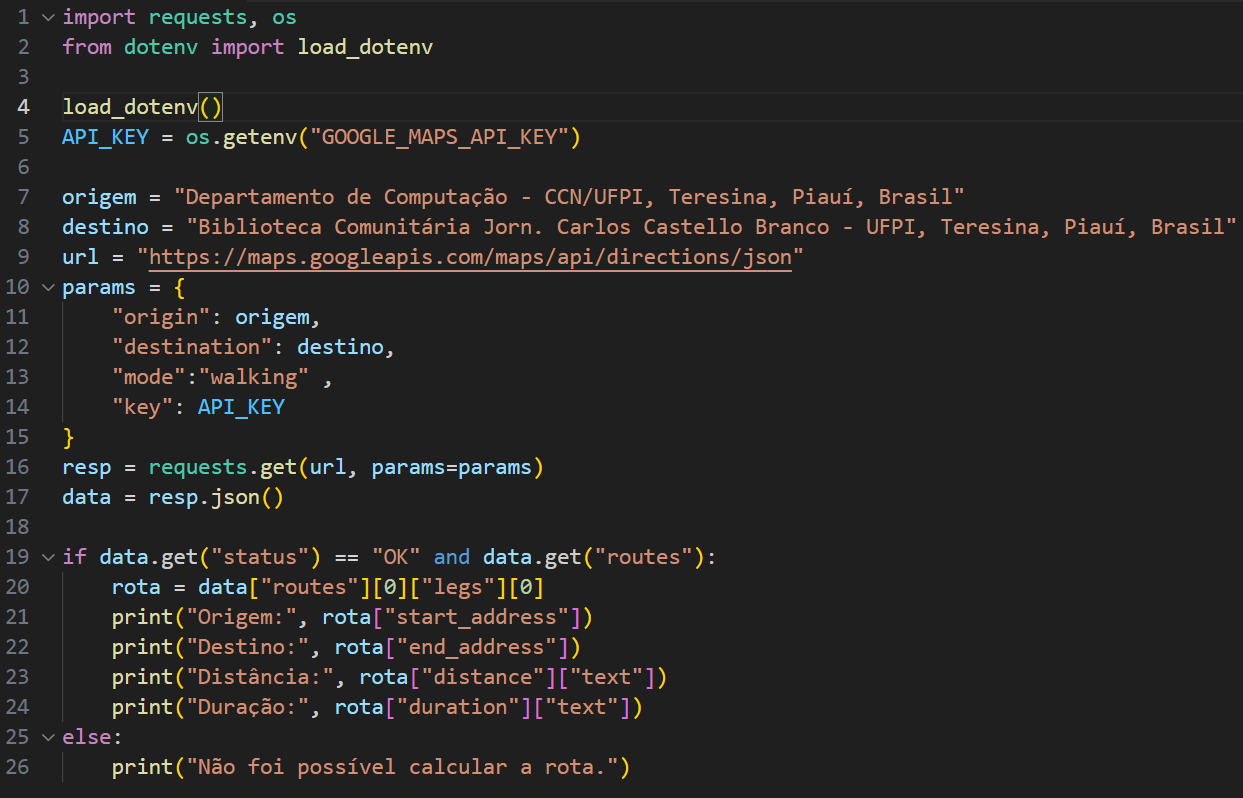 1 import requests, os
2 from dotenv import load_dotenv
3
4 load_dotenv()
5 API_KEY = os.getenv("GOOGLE_MAPS_API_KEY")
6
7 origem = "Departamento de Computação - CCN/UFPI, Teresina, Piauí, Brasil"
8 destino = "Biblioteca Comunitária Jorn. Carlos Castello Branco - UFPI, Teresina, Piauí, Brasil"
9 url = "https://maps.googleapis.com/maps/api/directions/json"
10 params = {
11     "origin": origem,
12     "destination": destino,
13     "mode":"walking" ,
14     "key": API_KEY
15 }
16 resp = requests.get(url, params=params)
17 data = resp.json()
18
19 if data.get("status") == "OK" and data.get("routes"):
20     rota = data["routes"][0]["legs"][0]
21     print("Origem:", rota["start_address"])
22     print("Destino:", rota["end_address"])
23     print("Distância:", rota["distance"]["text"])
24     print("Duração:", rota["duration"]["text"])
25 else:
26     print("Não foi possível calcular a rota.")